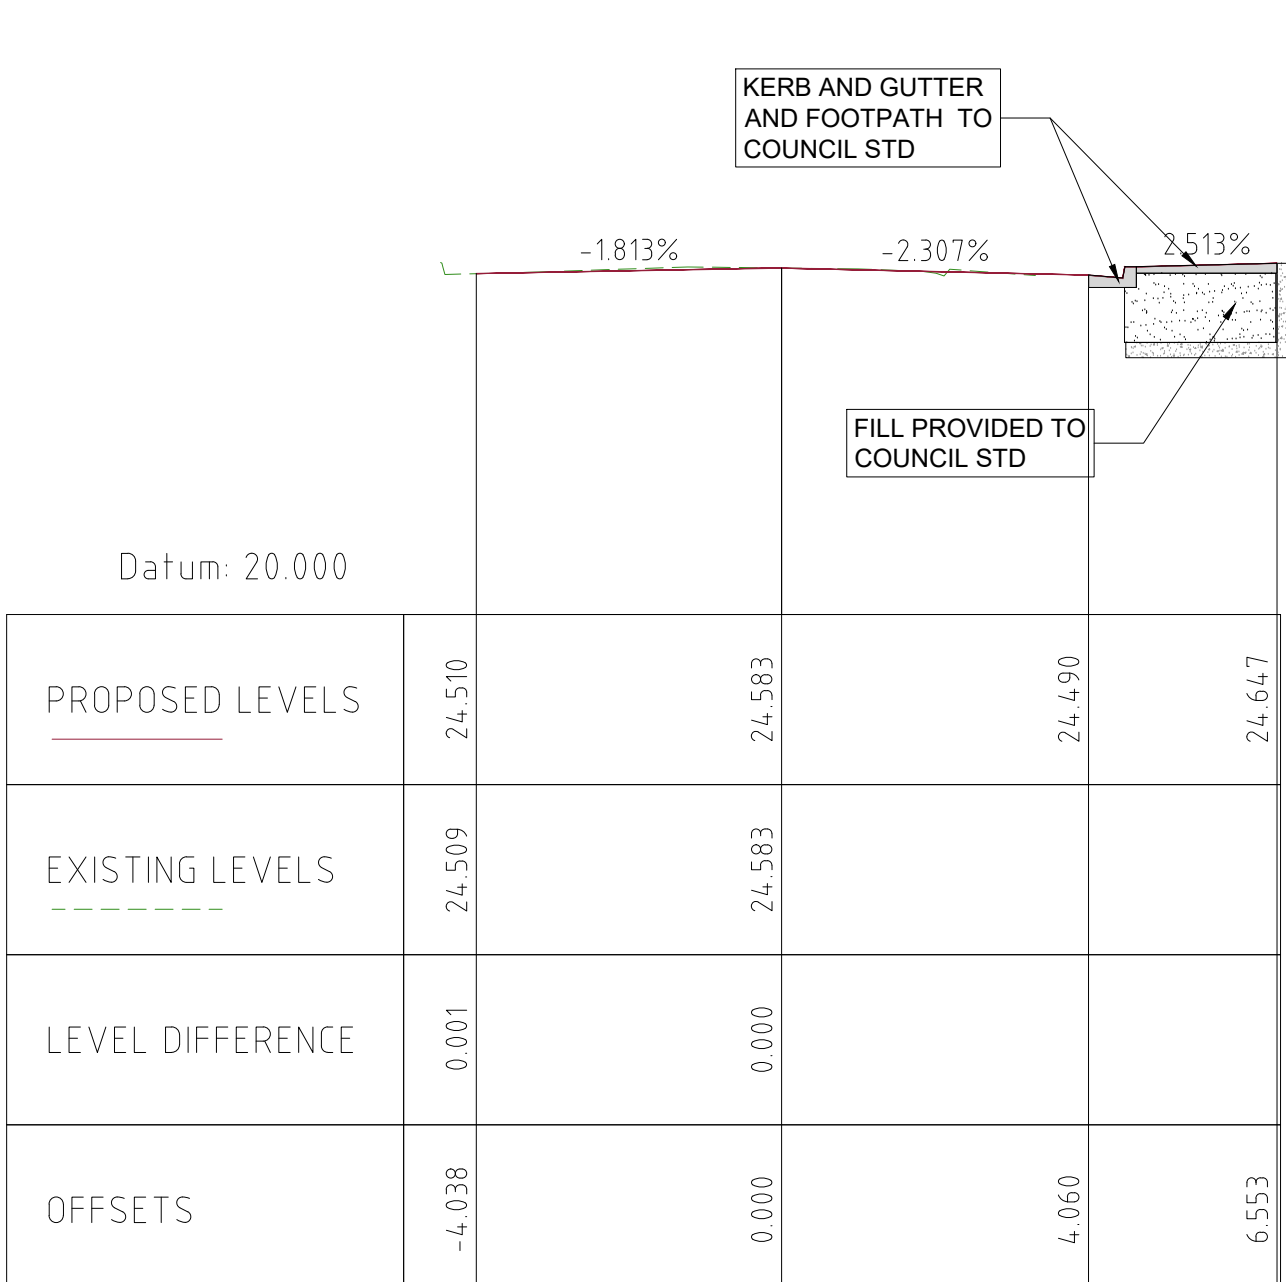 KERB AND GUTTER
AND FOOTPATH TO
COUNCIL STD
-1.813%
-2.307%
2.513%
FILL PROVIDED TO
COUNCIL STD
Datum: 20.000
PROPOSED LEVELS
24.510
24.583
24.490
24.647
EXISTING LEVELS
24.509
24.583
LEVEL DIFFERENCE
0.001
0.000
OFFSETS
-4.038
0.000
4.060
6.553